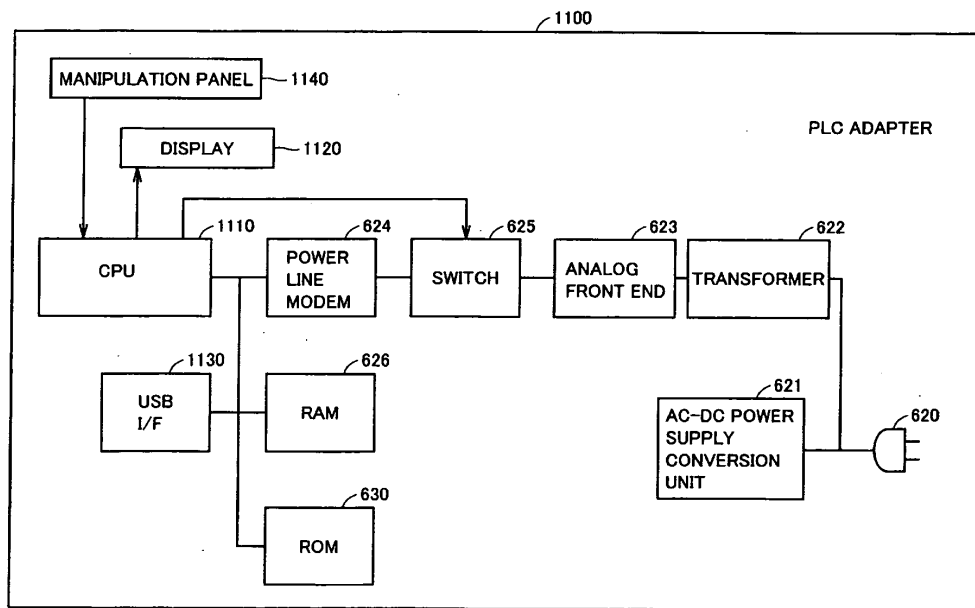 1100
MANIPULATION PANEL
1140
PLC ADAPTER
DISPLAY
1120
1110
CPU
624
POWER
LINE
MODEM
625
SWITCH
623
ANALOG
FRONT END
622
TRANSFORMER
1130
USB
I/F
626
RAM
621
AC-DC POWER
SUPPLY
CONVERSION
UNIT
620
630
ROM